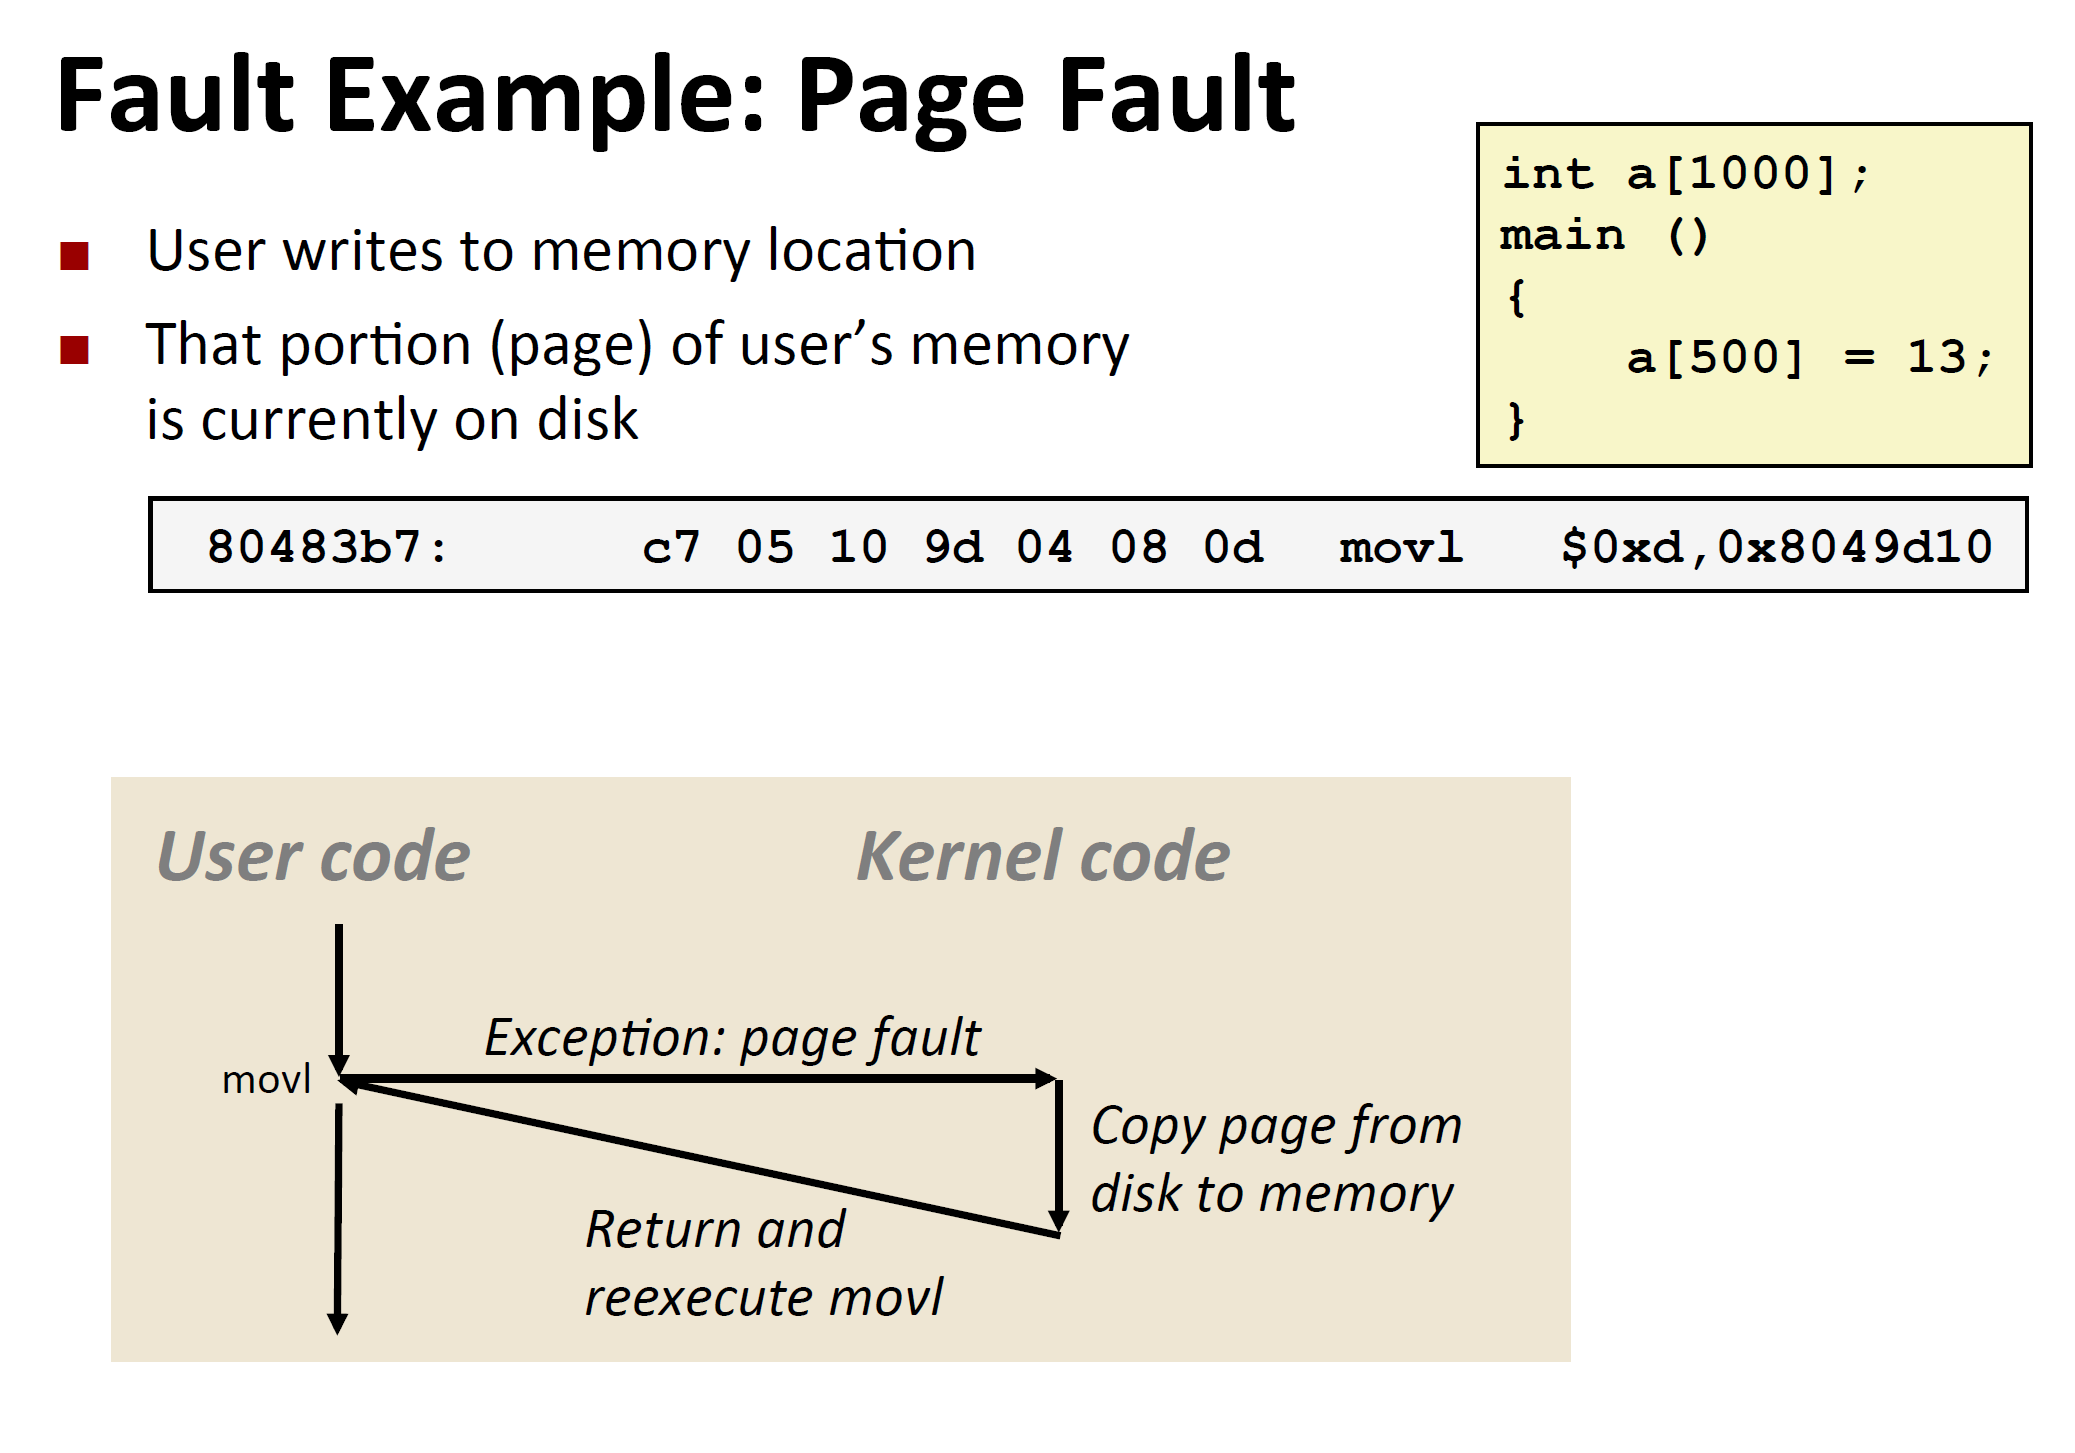 Fault Example: Page Fault
int a[1000];
main ()
{
a[500] = 13;
}
■ User writes to memory location
■ That portion (page) of user’s memory
is currently on disk
80483b7: c7 05 10 9d 04 08 0d movl $0xd,0x8049d10
User code Kernel code
Exception: page fault
movl
Copy page from
disk to memory
Return and
reexecute movl